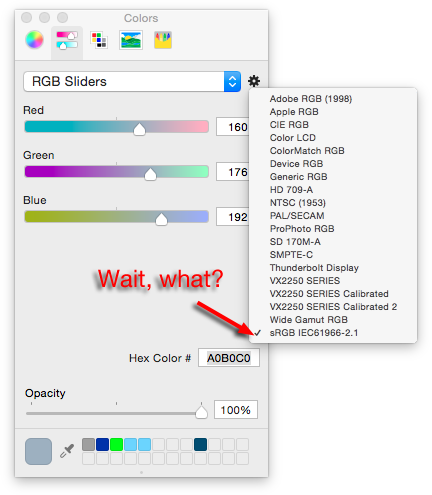 Colors
RGB Sliders
Red
160
Green
176
Blue
192
Adobe RGB (1998)
Apple RGB
CIE RGB
Color LCD
ColorMatch RGB
Device RGB
Generic RGB
HD 709-A
NTSC (1953)
PAL/SECAM
ProPhoto RGB
SD 170M-A
SMPTE-C
Thunderbolt Display
VX2250 SERIES
VX2250 SERIES Calibrated
VX2250 SERIES Calibrated 2
Wide Gamut RGB
✓ sRGB IEC61966-2.1
Wait, what?
Hex Color # A0B0C0
Opacity
100%